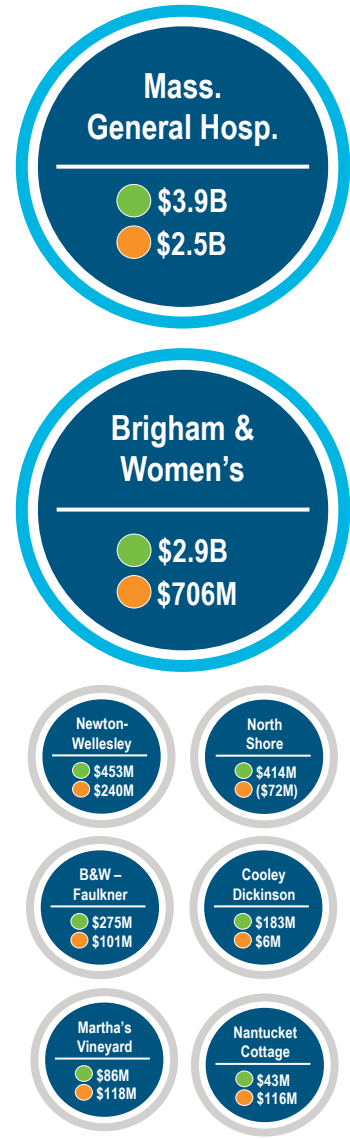 Mass.
General Hosp.
$3.9B
$2.5B
Brigham &
Women's
$2.9B
$706M
Newton-
Wellesley
$453M
$240M
North
Shore
$414M
($72M)
B&W –
Faulkner
$275M
$101M
Cooley
Dickinson
$183M
$6M
Martha's
Vineyard
$86M
$118M
Nantucket
Cottage
$43M
$116M